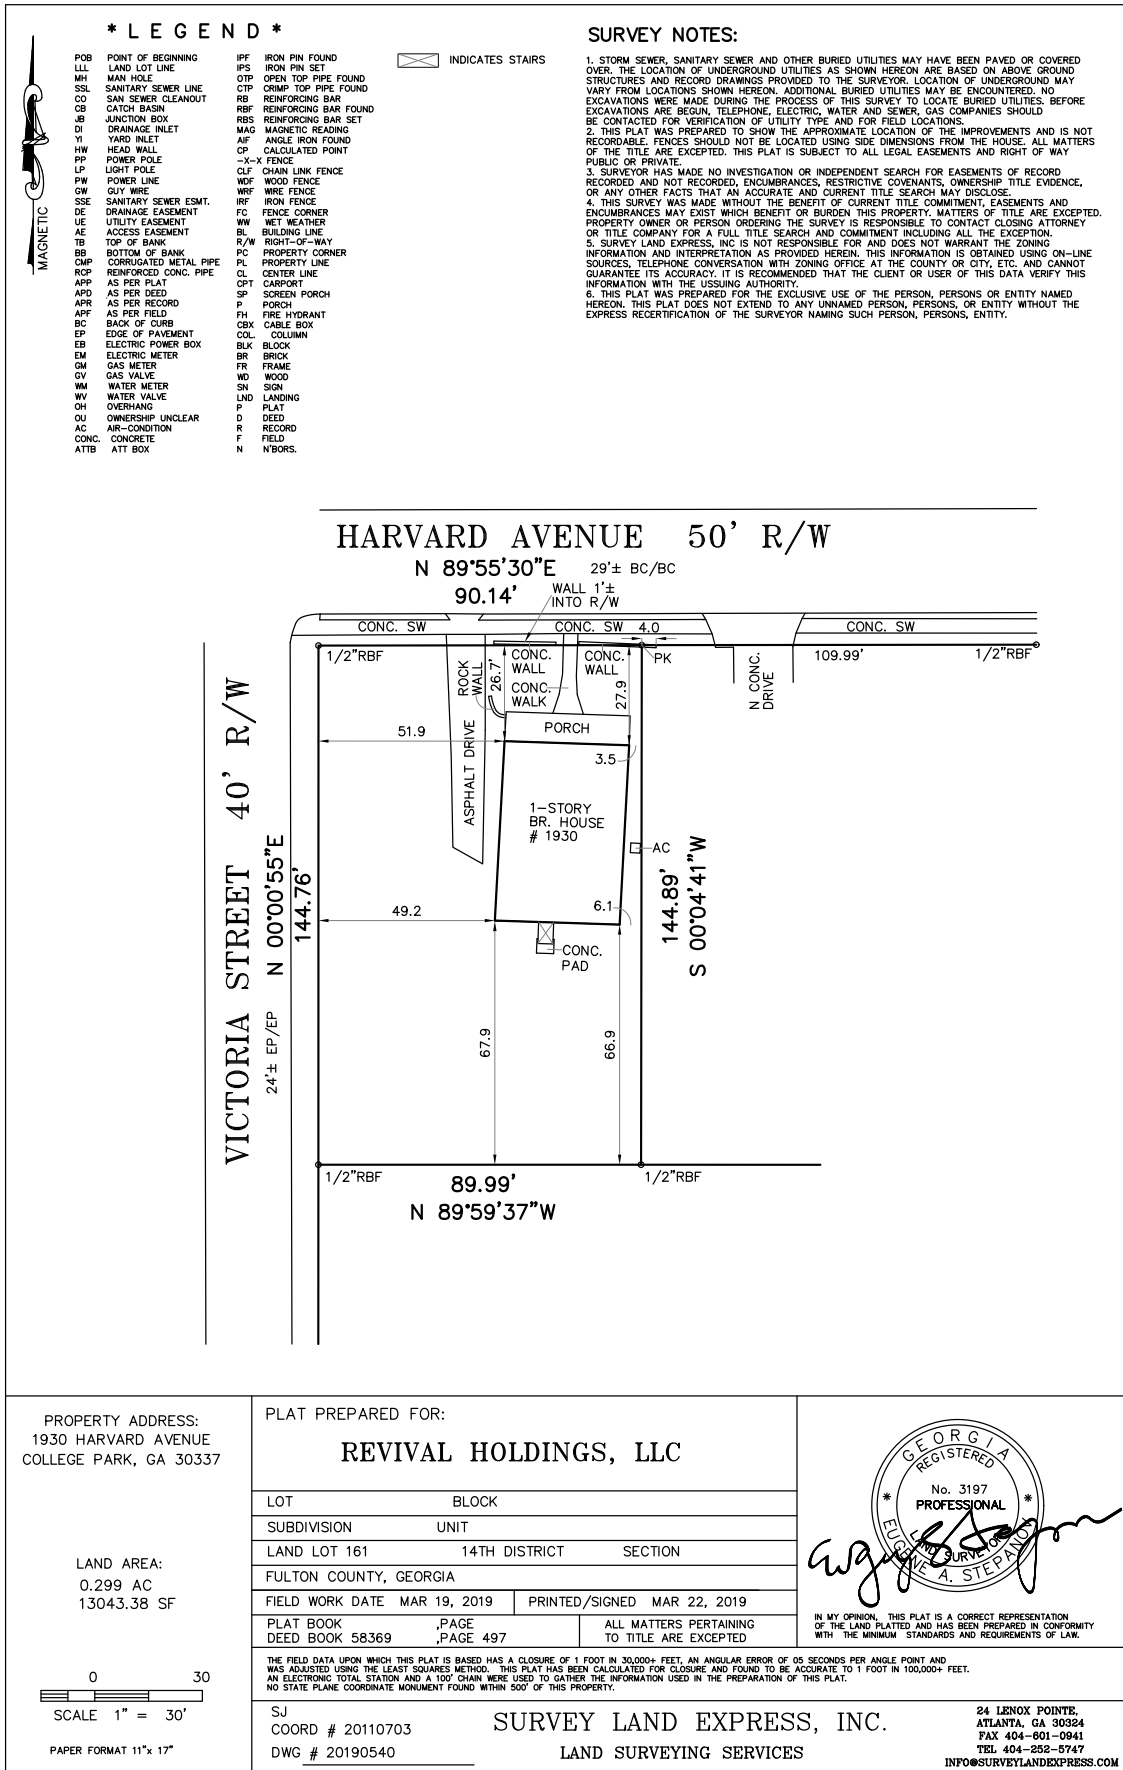 *LEGEND*
POB POINT OF BEGINNING
LLL LAND LOT LINE
MH MAN HOLE
SSL SANITARY SEWER LINE
CO SAN SEWER CLEANOUT
CB CATCH BASIN
JB JUNCTION BOX
DI DRAINAGE INLET
YI YARD INLET
HW HEAD WALL
PP POWER POLE
LP LIGHT POLE
PW POWER LINE
GW GUY WIRE
SSE SANITARY SEWER ESMT.
DE DRAINAGE EASEMENT
UE UTILITY EASEMENT
AE ACCESS EASEMENT
TB TOP OF BANK
BB BOTTOM OF BANK
CMP CORRUGATED METAL PIPE
RCP REINFORCED CONC. PIPE
APP AS PER PLAT
APD AS PER DEED
APR AS PER RECORD
APF AS PER FIELD
BC BACK OF CURB
EP EDGE OF PAVEMENT
EB ELECTRIC POWER BOX
EM ELECTRIC METER
GM GAS METER
GV GAS VALVE
WM WATER METER
WV WATER VALVE
OH OVERHANG
OU OWNERSHIP UNCLEAR
AC AIR-CONDITION
CONC. CONCRETE
ATTB ATT BOX
IPF IRON PIN FOUND
IPS IRON PIN SET
OTP OPEN TOP PIPE FOUND
CTP CRIMP TOP PIPE FOUND
RB REINFORCING BAR
RBF REINFORCING BAR FOUND
RBS REINFORCING BAR SET
MAG MAGNETIC READING
AIF ANGLE IRON FOUND
CP CALCULATED POINT
-X-X FENCE
CLF CHAIN LINK FENCE
WDF WOOD FENCE
WRF WIRE FENCE
IRF IRON FENCE
FC FENCE CORNER
WW WET WEATHER
BL BUILDING LINE
R/W RIGHT-OF-WAY
PC PROPERTY CORNER
PL PROPERTY LINE
CL CENTER LINE
CPT CARPORT
SP SCREEN PORCH
P PORCH
FH FIRE HYDRANT
CBX CABLE BOX
COL. COLUMN
BLK BLOCK
BR BRICK
FR FRAME
WD WOOD
SN SIGN
LND LANDING
P PLAT
D DEED
R RECORD
F FIELD
N N'BORS.
INDICATES STAIRS
MAGNETIC
SURVEY NOTES:
1. STORM SEWER, SANITARY SEWER AND OTHER BURIED UTILITIES MAY HAVE BEEN PAVED OR COVERED
OVER. THE LOCATION OF UNDERGROUND UTILITIES AS SHOWN HEREON ARE BASED ON ABOVE GROUND
STRUCTURES AND RECORD DRAWINGS PROVIDED TO THE SURVEYOR. LOCATION OF UNDERGROUND MAY
VARY FROM LOCATIONS SHOWN HEREON. ADDITIONAL BURIED UTILITIES MAY BE ENCOUNTERED. NO
EXCAVATIONS WERE MADE DURING THE PROCESS OF THIS SURVEY TO LOCATE BURIED UTILITIES. BEFORE
EXCAVATIONS ARE BEGUN, TELEPHONE, ELECTRIC, WATER AND SEWER, GAS COMPANIES SHOULD
BE CONTACTED FOR VERIFICATION OF UTILITY TYPE AND FOR FIELD LOCATIONS.
2. THIS PLAT WAS PREPARED TO SHOW THE APPROXIMATE LOCATION OF THE IMPROVEMENTS AND IS NOT
RECORDABLE. FENCES SHOULD NOT BE LOCATED USING SIDE DIMENSIONS FROM THE HOUSE. ALL MATTERS
OF THE TITLE ARE EXCEPTED. THIS PLAT IS SUBJECT TO ALL LEGAL EASEMENTS AND RIGHT OF WAY
PUBLIC OR PRIVATE.
3. SURVEYOR HAS MADE NO INVESTIGATION OR INDEPENDENT SEARCH FOR EASEMENTS OF RECORD
RECORDED AND NOT RECORDED, ENCUMBRANCES, RESTRICTIVE COVENANTS, OWNERSHIP TITLE EVIDENCE,
OR ANY OTHER FACTS THAT AN ACCURATE AND CURRENT TITLE SEARCH MAY DISCLOSE.
4. THIS SURVEY WAS MADE WITHOUT THE BENEFIT OF CURRENT TITLE COMMITMENT, EASEMENTS AND
ENCUMBRANCES MAY EXIST WHICH BENEFIT OR BURDEN THIS PROPERTY. MATTERS OF TITLE ARE EXCEPTED.
PROPERTY OWNER OR PERSON ORDERING THE SURVEY IS RESPONSIBLE TO CONTACT CLOSING ATTORNEY
OR TITLE COMPANY FOR A FULL TITLE SEARCH AND COMMITMENT INCLUDING ALL THE EXCEPTION.
5. SURVEY LAND EXPRESS, INC IS NOT RESPONSIBLE FOR AND DOES NOT WARRANT THE ZONING
INFORMATION AND INTERPRETATION AS PROVIDED HEREIN. THIS INFORMATION IS OBTAINED USING ON-LINE
SOURCES, TELEPHONE CONVERSATION WITH ZONING OFFICE AT THE COUNTY OR CITY, ETC. AND CANNOT
GUARANTEE ITS ACCURACY. IT IS RECOMMENDED THAT THE CLIENT OR USER OF THIS DATA VERIFY THIS
INFORMATION WITH THE USSUING AUTHORITY.
6. THIS PLAT WAS PREPARED FOR THE EXCLUSIVE USE OF THE PERSON, PERSONS OR ENTITY NAMED
HEREON. THIS PLAT DOES NOT EXTEND TO ANY UNNAMED PERSON, PERSONS, OR ENTITY WITHOUT THE
EXPRESS RECERTIFICATION OF THE SURVEYOR NAMING SUCH PERSON, PERSONS, ENTITY.
HARVARD AVENUE 50' R/W
N 89°55'30"E 29'± BC/BC
90.14'
WALL 1'±
INTO R/W
CONC. SW
CONC. SW
4.0
CONC. SW
1/2"RBF
PK
109.99'
1/2"RBF
ROCK
WALL
26.7'
CONC.
WALL
CONC.
WALK
CONC.
WALL
27.9
N CONC.
DRIVE
PORCH
51.9
ASPHALT DRIVE
3.5
1-STORY
BR. HOUSE
# 1930
AC
VICTORIA STREET 40' R/W
24'± EP/EP
N 00°00'55"E
144.76'
144.89'
S 00°04'41"W
49.2
6.1
CONC.
PAD
67.9
66.9
1/2"RBF
1/2"RBF
89.99'
N 89°59'37"W
PROPERTY ADDRESS:
1930 HARVARD AVENUE
COLLEGE PARK, GA 30337
LAND AREA:
0.299 AC
13043.38 SF
0 30
SCALE 1" = 30'
PAPER FORMAT 11"x 17"
PLAT PREPARED FOR:
REVIVAL HOLDINGS, LLC
LOT BLOCK
SUBDIVISION UNIT
LAND LOT 161 14TH DISTRICT SECTION
FULTON COUNTY, GEORGIA
FIELD WORK DATE MAR 19, 2019 PRINTED/SIGNED MAR 22, 2019
PLAT BOOK ,PAGE
DEED BOOK 58369 ,PAGE 497
ALL MATTERS PERTAINING
TO TITLE ARE EXCEPTED
GEORGIA
REGISTERED
No. 3197
PROFESSIONAL
LAND SURVEYOR
EUGENE A. STEPANOV
IN MY OPINION, THIS PLAT IS A CORRECT REPRESENTATION
OF THE LAND PLATTED AND HAS BEEN PREPARED IN CONFORMITY
WITH THE MINIMUM STANDARDS AND REQUIREMENTS OF LAW.
THE FIELD DATA UPON WHICH THIS PLAT IS BASED HAS A CLOSURE OF 1 FOOT IN 30,000+ FEET, AN ANGULAR ERROR OF 05 SECONDS PER ANGLE POINT AND
WAS ADJUSTED USING THE LEAST SQUARES METHOD. THIS PLAT HAS BEEN CALCULATED FOR CLOSURE AND FOUND TO BE ACCURATE TO 1 FOOT IN 100,000+ FEET.
AN ELECTRONIC TOTAL STATION AND A 100' CHAIN WERE USED TO GATHER THE INFORMATION USED IN THE PREPARATION OF THIS PLAT.
NO STATE PLANE COORDINATE MONUMENT FOUND WITHIN 500' OF THIS PROPERTY.
SJ
COORD # 20110703
DWG # 20190540
SURVEY LAND EXPRESS, INC.
LAND SURVEYING SERVICES
24 LENOX POINTE,
ATLANTA, GA 30324
FAX 404-601-0941
TEL 404-252-5747
INFO@SURVEYLANDEXPRESS.COM